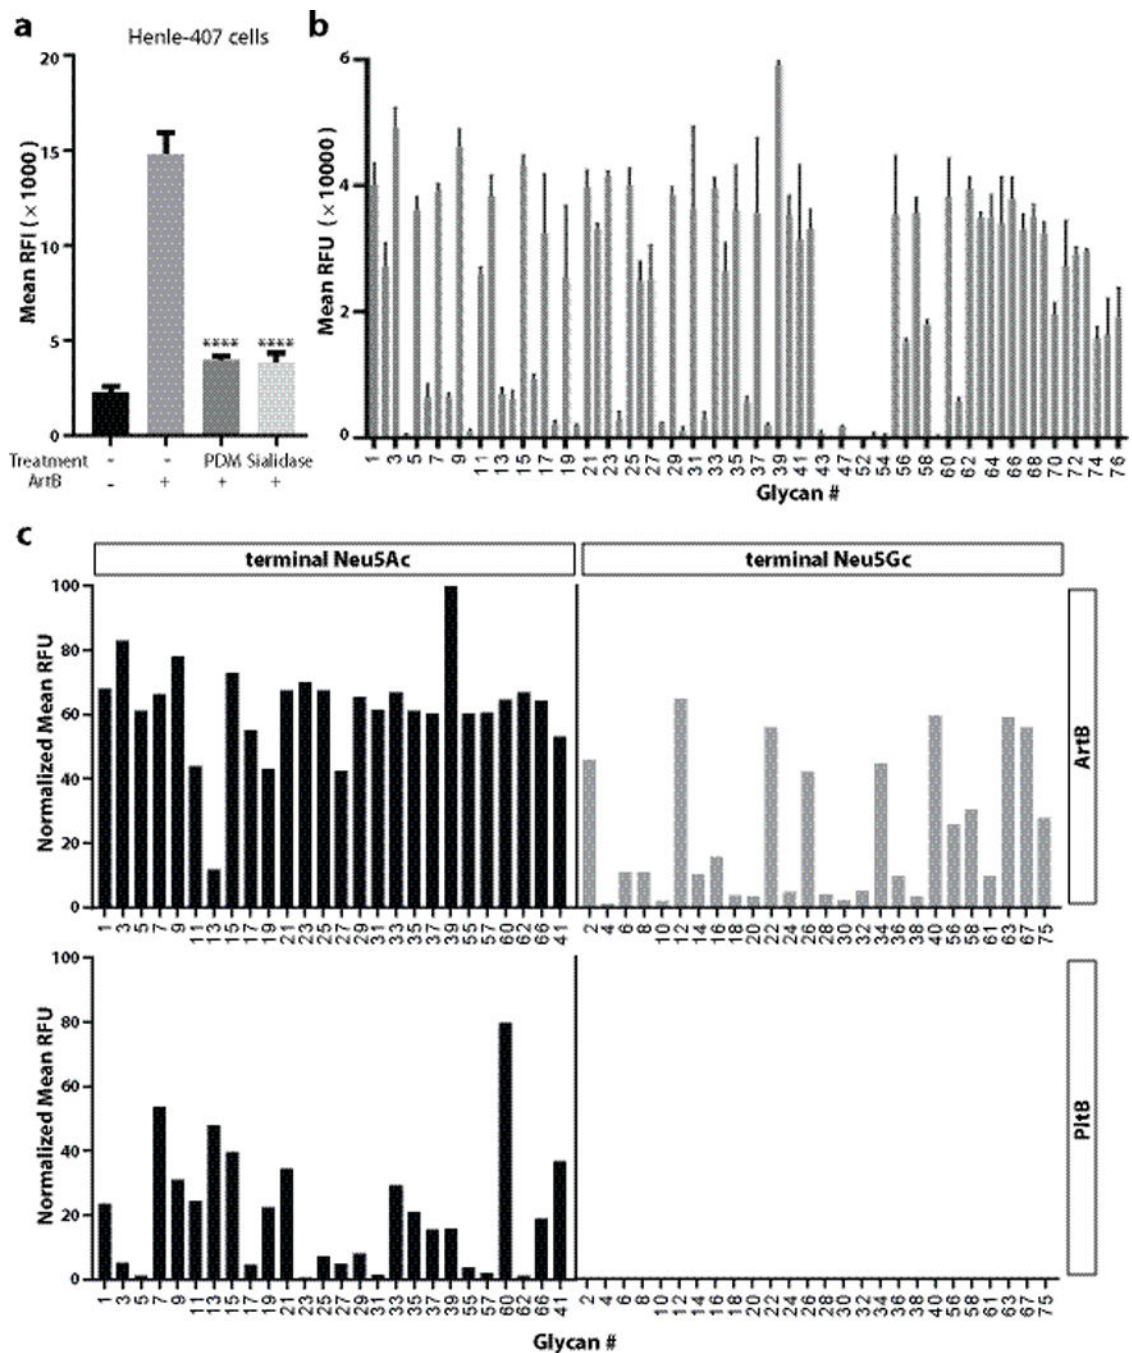 a
Henle-407 cells
Mean RFI (×10000)
20
15
10
5
0
**** ****
Treatment - - PDM Sialidase
ArtB - + + +
b
Mean RFU (×10000)
6
4
2
0
1 3 5 7 9 11 13 15 17 19 21 23 25 27 29 31 33 35 37 39 41 43 47 52 54 56 58 60 62 64 66 68 70 72 74 76
Glycan #
c
terminal Neu5Ac terminal Neu5Gc
Normalized Mean RFU
100
80
60
40
20
0
ArtB
1 3 5 7 9 11 13 15 17 19 21 23 25 27 29 31 33 35 37 39 55 57 60 62 66 41 2 4 6 8 10 12 14 16 18 20 22 24 26 28 30 32 34 36 38 40 56 58 61 63 67 75
Normalized Mean RFU
100
80
60
40
20
0
PltB
1 3 5 7 9 11 13 15 17 19 21 23 25 27 29 31 33 35 37 39 55 57 60 62 66 41 2 4 6 8 10 12 14 16 18 20 22 24 26 28 30 32 34 36 38 40 56 58 61 63 67 75
Glycan #